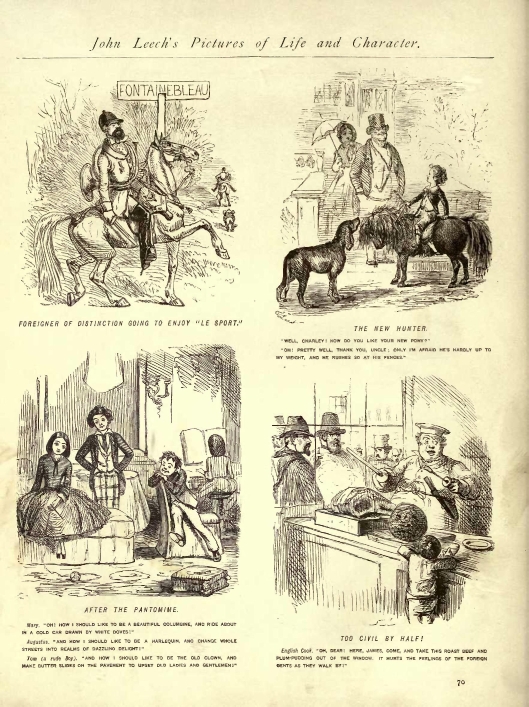 John Leech's Pictures of Life and Character.
FONTAINEBLEAU
FOREIGNER OF DISTINCTION GOING TO ENJOY "LE SPORT."
THE NEW HUNTER.
"WELL, CHARLEY! HOW DO YOU LIKE YOUR NEW PONY?"
"OH! PRETTY WELL, THANK YOU, UNCLE; ONLY I'M AFRAID HE'S HARDLY UP TO
MY WEIGHT, AND HE RUSHES SO AT HIS FENCES."
AFTER THE PANTOMIME.
Mary. "OH! HOW I SHOULD LIKE TO BE A BEAUTIFUL COLUMBINE, AND RIDE ABOUT
IN A GOLD CAR DRAWN BY WHITE DOVES!"
Augustus. "AND HOW I SHOULD LIKE TO BE A HARLEQUIN, AND CHANGE WHOLE
STREETS INTO REALMS OF DAZZLING DELIGHT!"
Tom (a rude Boy). "AND HOW I SHOULD LIKE TO BE THE OLD CLOWN, AND
MAKE BUTTER SLIDES ON THE PAVEMENT TO UPSET OLD LADIES AND GENTLEMEN!"
TOO CIVIL BY HALF!
English Cook. "OH, DEAR! HERE, JAMES, COME, AND TAKE THIS ROAST BEEF AND
PLUM-PUDDING OUT OF THE WINDOW. IT HURTS THE FEELINGS OF THE FOREIGN
GENTS AS THEY WALK BY!"
70